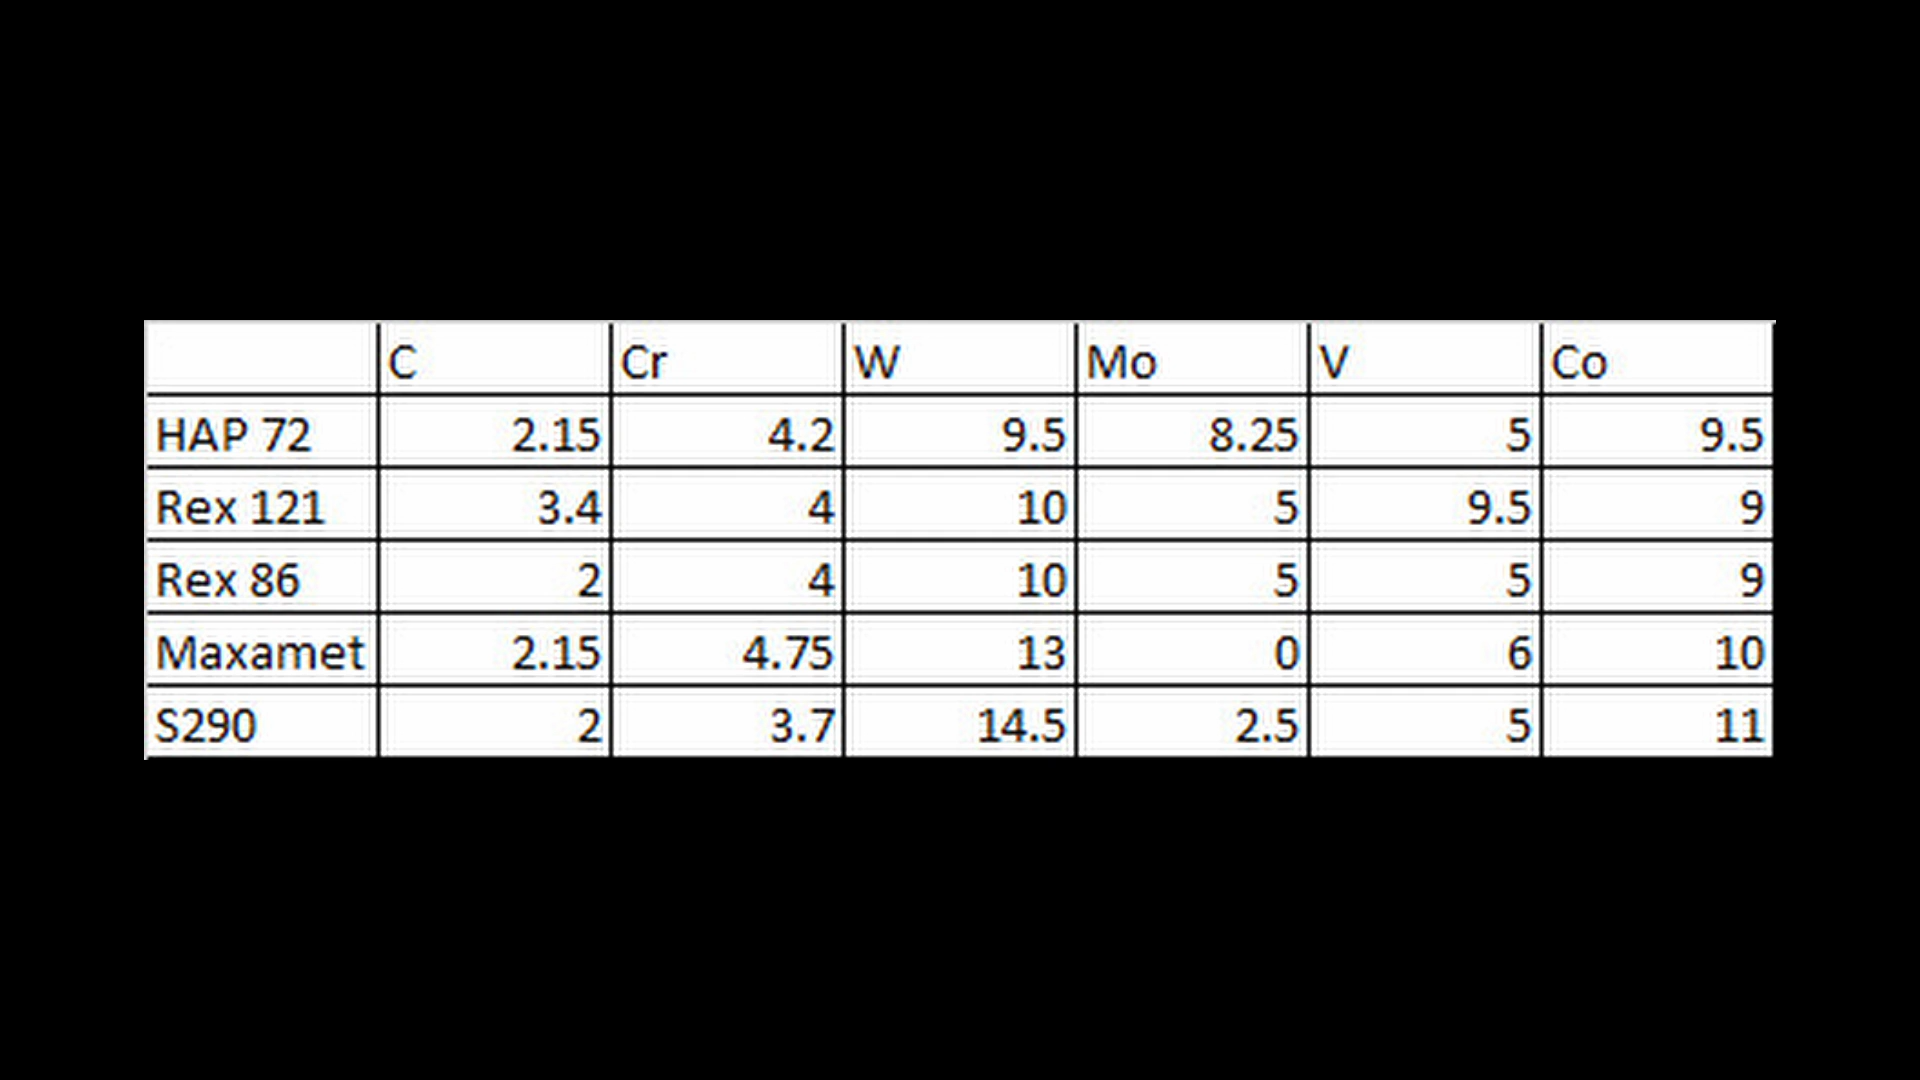 C Cr W Mo V Co
HAP 72 2.15 4.2 9.5 8.25 5 9.5
Rex 121 3.4 4 10 5 9.5 9
Rex 86 2 4 10 5 5 9
Maxamet 2.15 4.75 13 0 6 10
S290 2 3.7 14.5 2.5 5 11